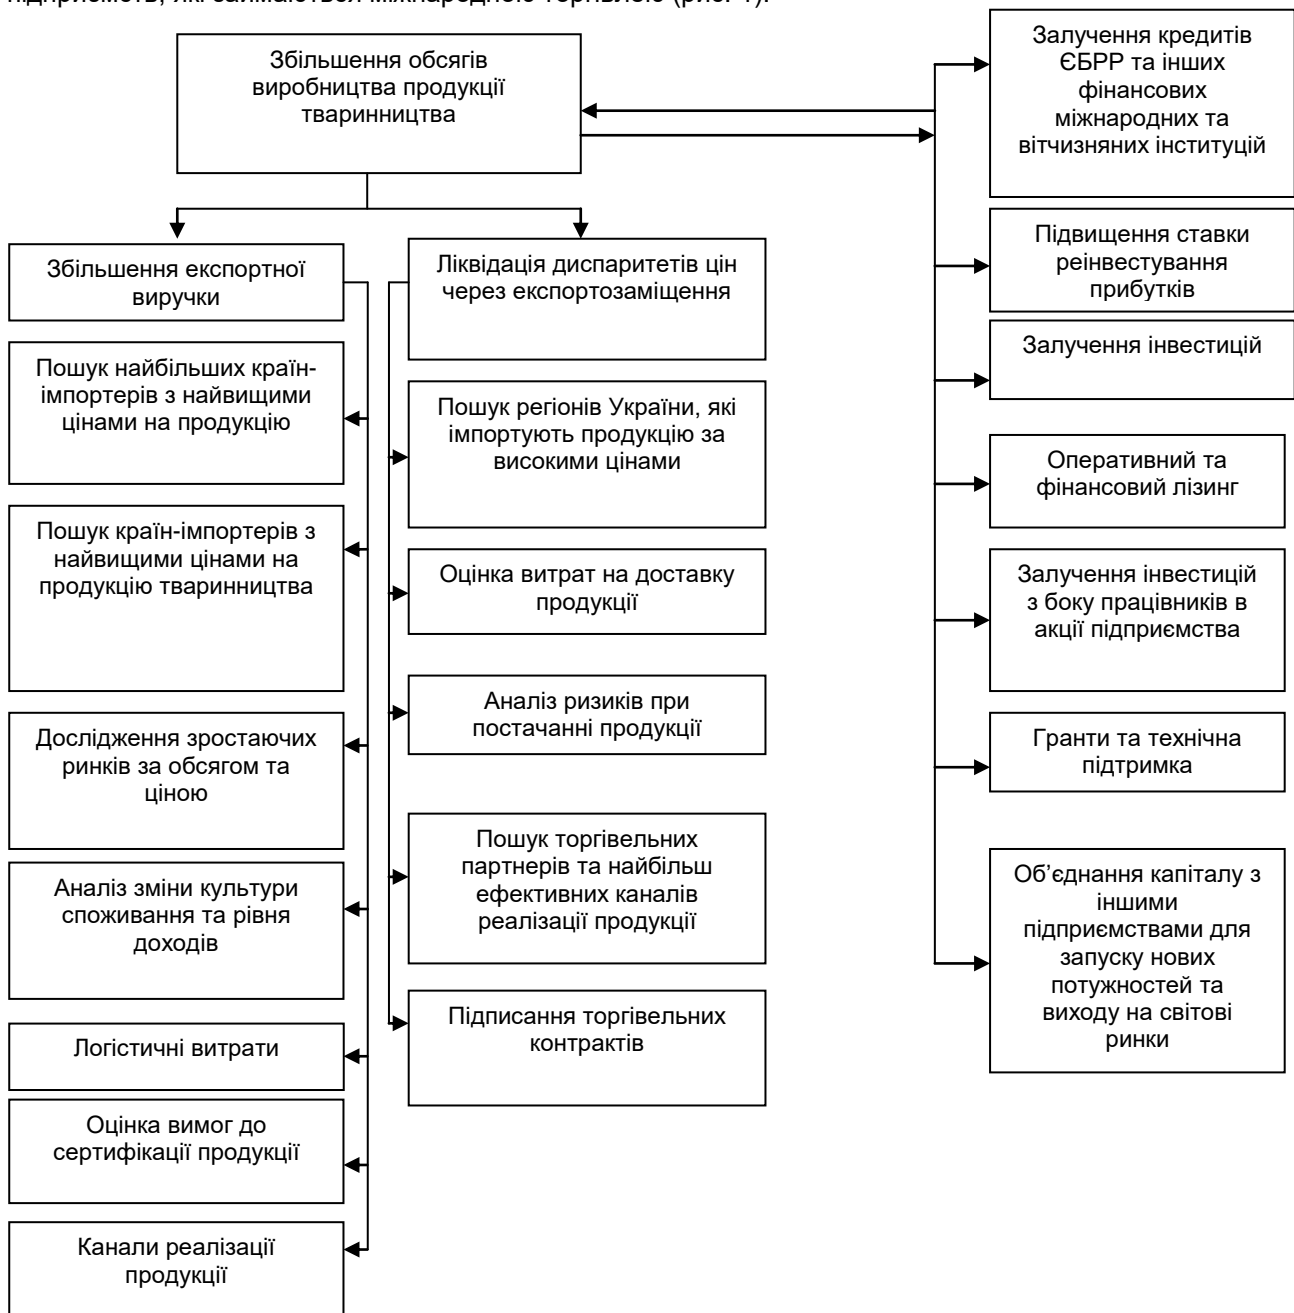 підприємств, які займаються міжнародною торгівлею (рис. 1).
Збільшення обсягів
виробництва продукції
тваринництва
Збільшення експортної
виручки
Пошук найбільших країн-
імпортерів з найвищими
цінами на продукцію
Пошук країн-імпортерів з
найвищими цінами на
продукцію тваринництва
Дослідження зростаючих
ринків за обсягом та
ціною
Аналіз зміни культури
споживання та рівня
доходів
Логістичні витрати
Оцінка вимог до
сертифікації продукції
Канали реалізації
продукції
Ліквідація диспаритетів цін
через експортозаміщення
Пошук регіонів України, які
імпортують продукцію за
високими цінами
Оцінка витрат на доставку
продукції
Аналіз ризиків при
постачанні продукції
Пошук торгівельних
партнерів та найбільш
ефективних каналів
реалізації продукції
Підписання торгівельних
контрактів
Залучення кредитів
ЄБРР та інших
фінансових
міжнародних та
вітчизняних інституцій
Підвищення ставки
реінвестування
прибутків
Залучення інвестицій
Оперативний та
фінансовий лізинг
Залучення інвестицій
з боку працівників в
акції підприємства
Гранти та технічна
підтримка
Об’єднання капіталу з
іншими
підприємствами для
запуску нових
потужностей та
виходу на світові
ринки